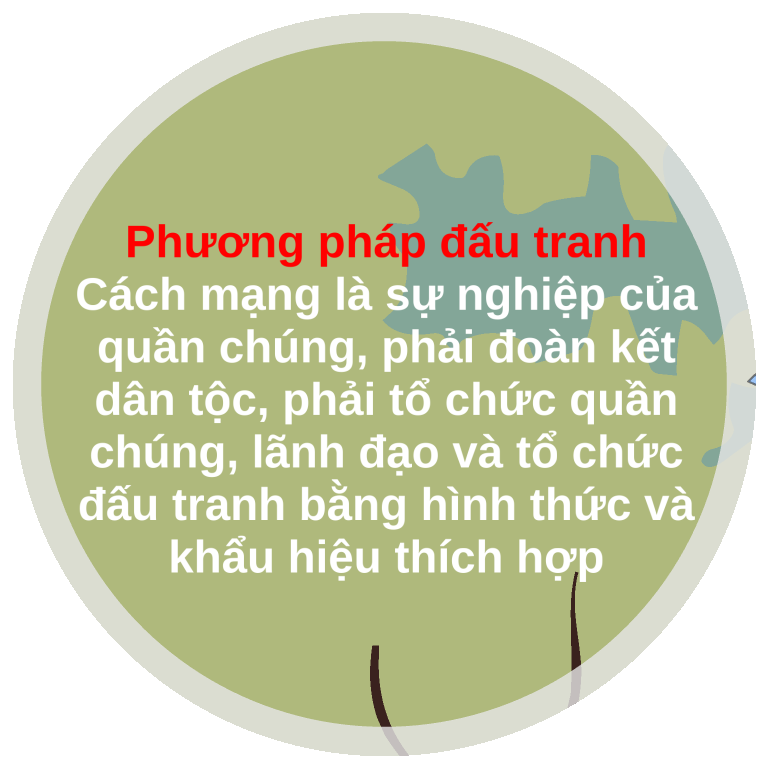 Phương pháp đấu tranh
Cách mạng là sự nghiệp của
quần chúng, phải đoàn kết
dân tộc, phải tổ chức quần
chúng, lãnh đạo và tổ chức
đấu tranh bằng hình thức và
khẩu hiệu thích hợp